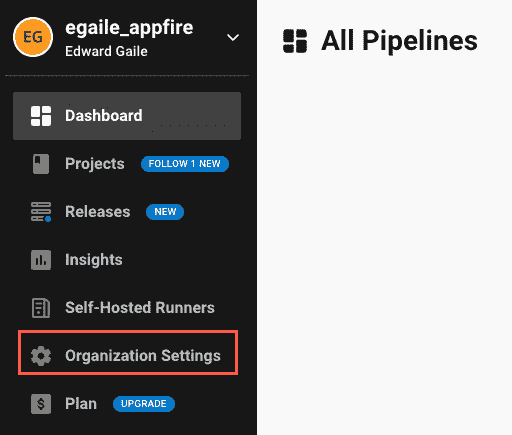 EG
egaile_appfire
Edward Gaile
All Pipelines
Dashboard
Projects FOLLOW 1 NEW
Releases NEW
Insights
Self-Hosted Runners
Organization Settings
$ Plan UPGRADE